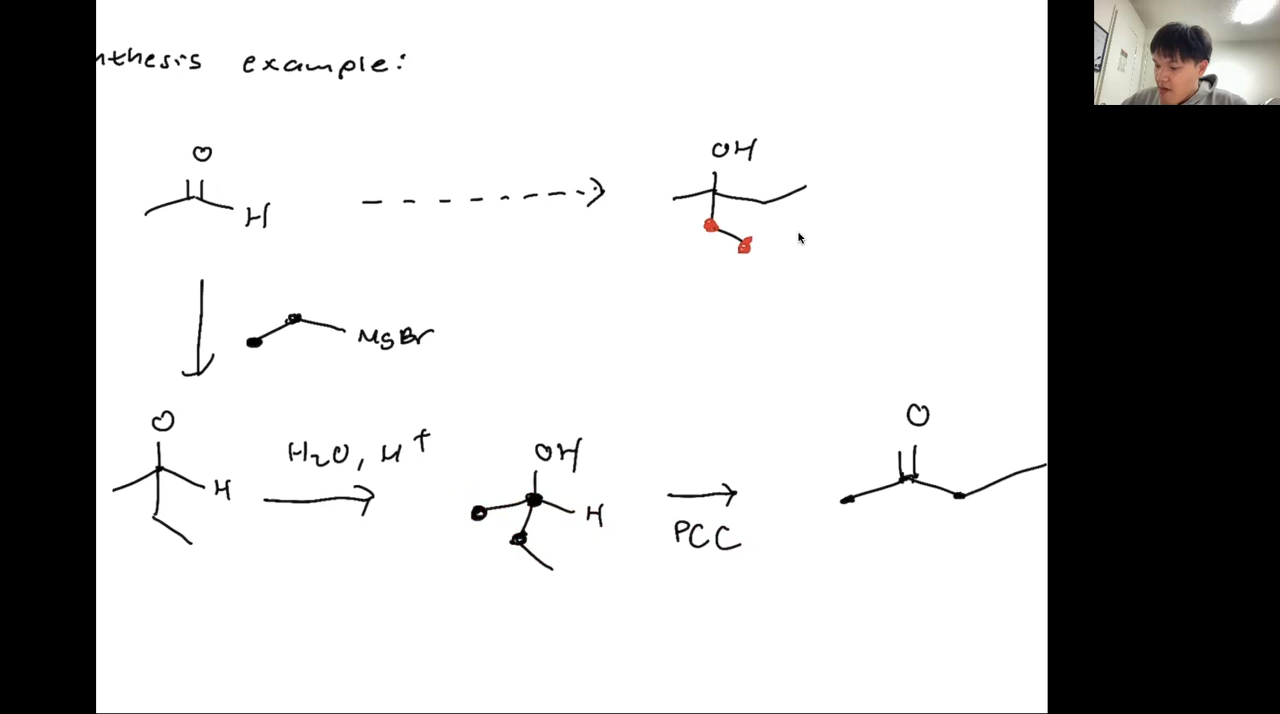 nthesis example:
O
H
OH
MgBr
O
H
H₂O, H⁺
OH
H
PCC
O